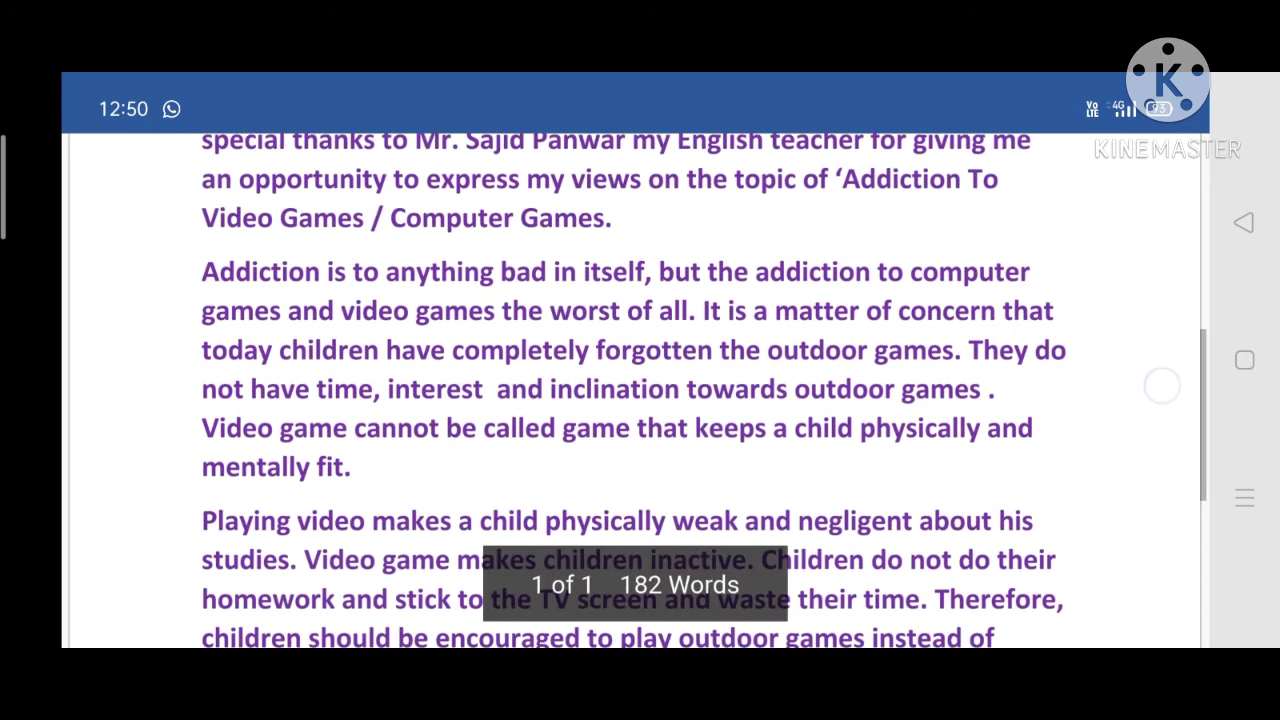 K
12:50
Vo LTE 4G 93
KINEMASTER
special thanks to Mr. Sajid Panwar my English teacher for giving me
an opportunity to express my views on the topic of ‘Addiction To
Video Games / Computer Games.
Addiction is to anything bad in itself, but the addiction to computer
games and video games the worst of all. It is a matter of concern that
today children have completely forgotten the outdoor games. They do
not have time, interest  and inclination towards outdoor games .
Video game cannot be called game that keeps a child physically and
mentally fit.
Playing video makes a child physically weak and negligent about his
studies. Video game makes children inactive. Children do not do their
1 of 1 182 Words
homework and stick to the TV screen and waste their time. Therefore,
children should be encouraged to play outdoor games instead of